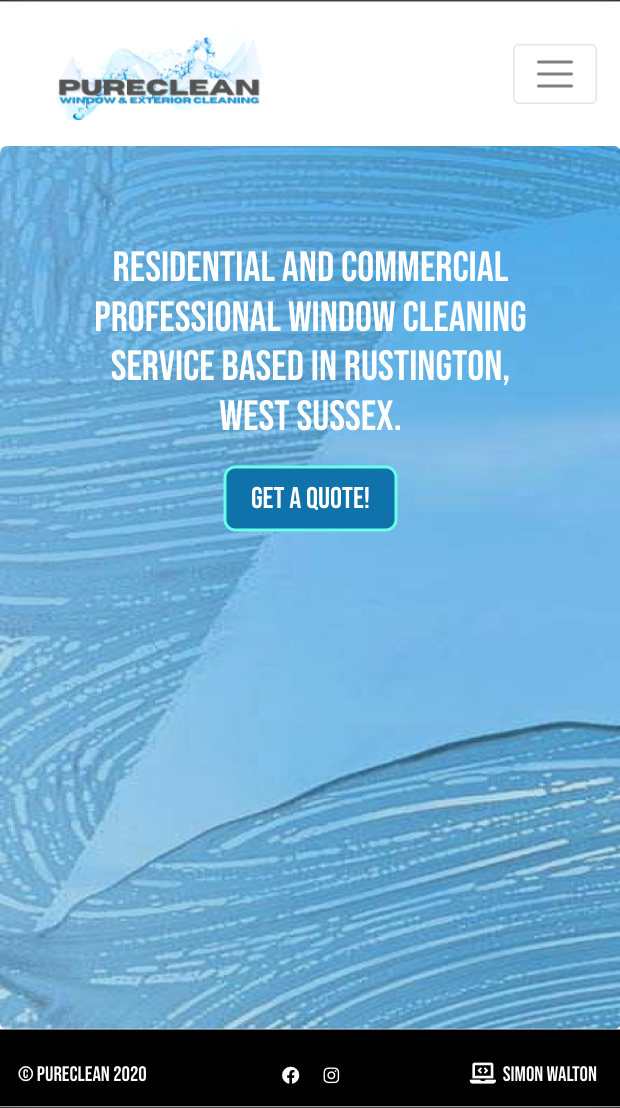 PURECLEAN
WINDOW & EXTERIOR CLEANING
RESIDENTIAL AND COMMERCIAL
PROFESSIONAL WINDOW CLEANING
SERVICE BASED IN RUSTINGTON,
WEST SUSSEX.
GET A QUOTE!
© PURECLEAN 2020 SIMON WALTON